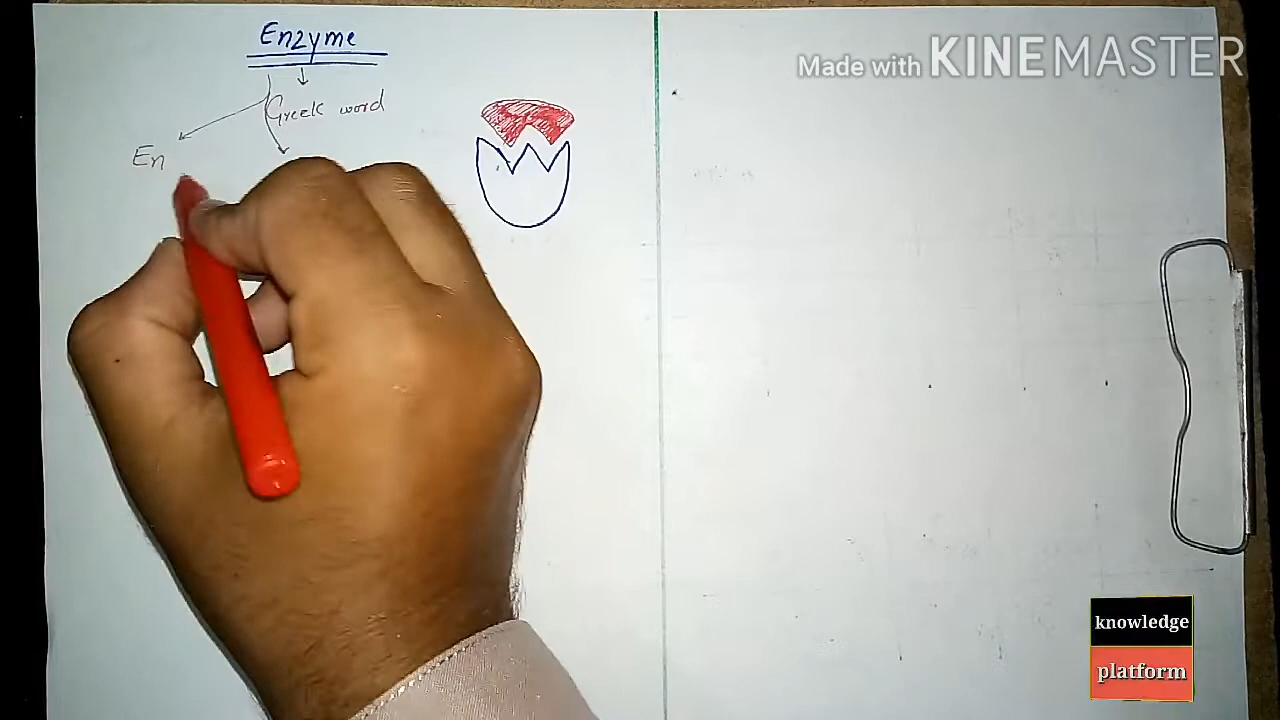 Enzyme
Greek word
En
Made with KINEMASTER
knowledge
platform